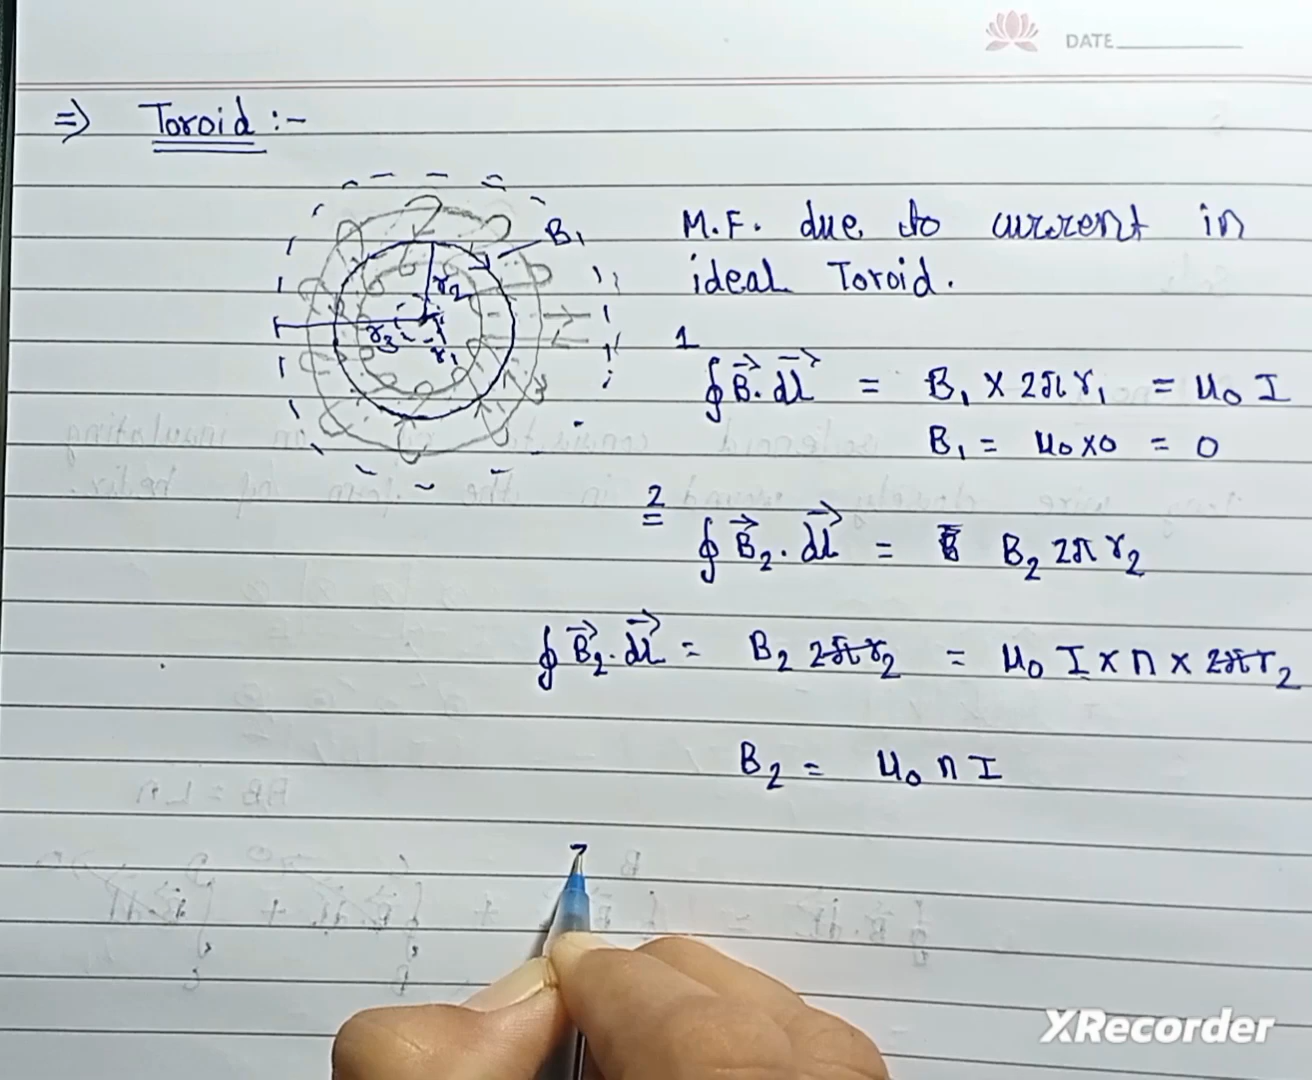 DATE
⇒ Toroid :-
B₁
r₂
r₃
r₁
M.F. due to current in
ideal Toroid.
1
∮ B⃗. dl⃗ = B₁ × 2πr₁ = μ₀ I
B₁ = μ₀×0 = 0
2
∮ B⃗₂. dl⃗ = B₂ 2πr₂
∮ B⃗₂. dl⃗ = B₂ 2πr₂ = μ₀ I × n × 2πr₂
B₂ = μ₀ n I
XRecorder